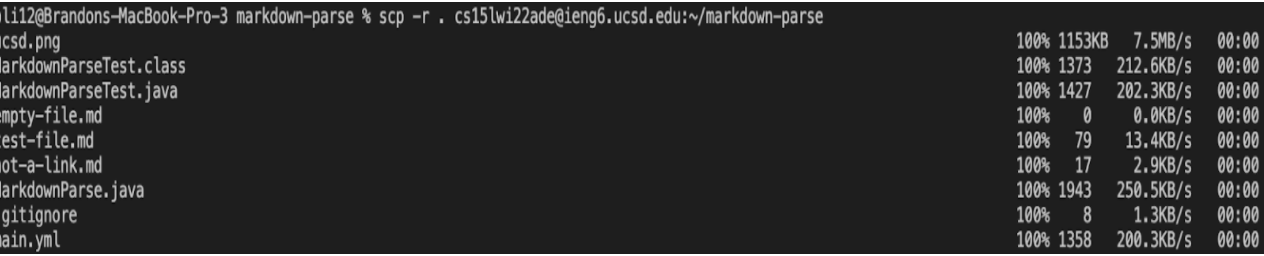 li12@Brandons-MacBook-Pro-3 markdown-parse % scp -r . cs15lwi22ade@ieng6.ucsd.edu:~/markdown-parse
csd.png 100% 1153KB 7.5MB/s 00:00
arkdownParseTest.class 100% 1373 212.6KB/s 00:00
arkdownParseTest.java 100% 1427 202.3KB/s 00:00
mpty-file.md 100% 0 0.0KB/s 00:00
est-file.md 100% 79 13.4KB/s 00:00
ot-a-link.md 100% 17 2.9KB/s 00:00
arkdownParse.java 100% 1943 250.5KB/s 00:00
gitignore 100% 8 1.3KB/s 00:00
ain.yml 100% 1358 200.3KB/s 00:00